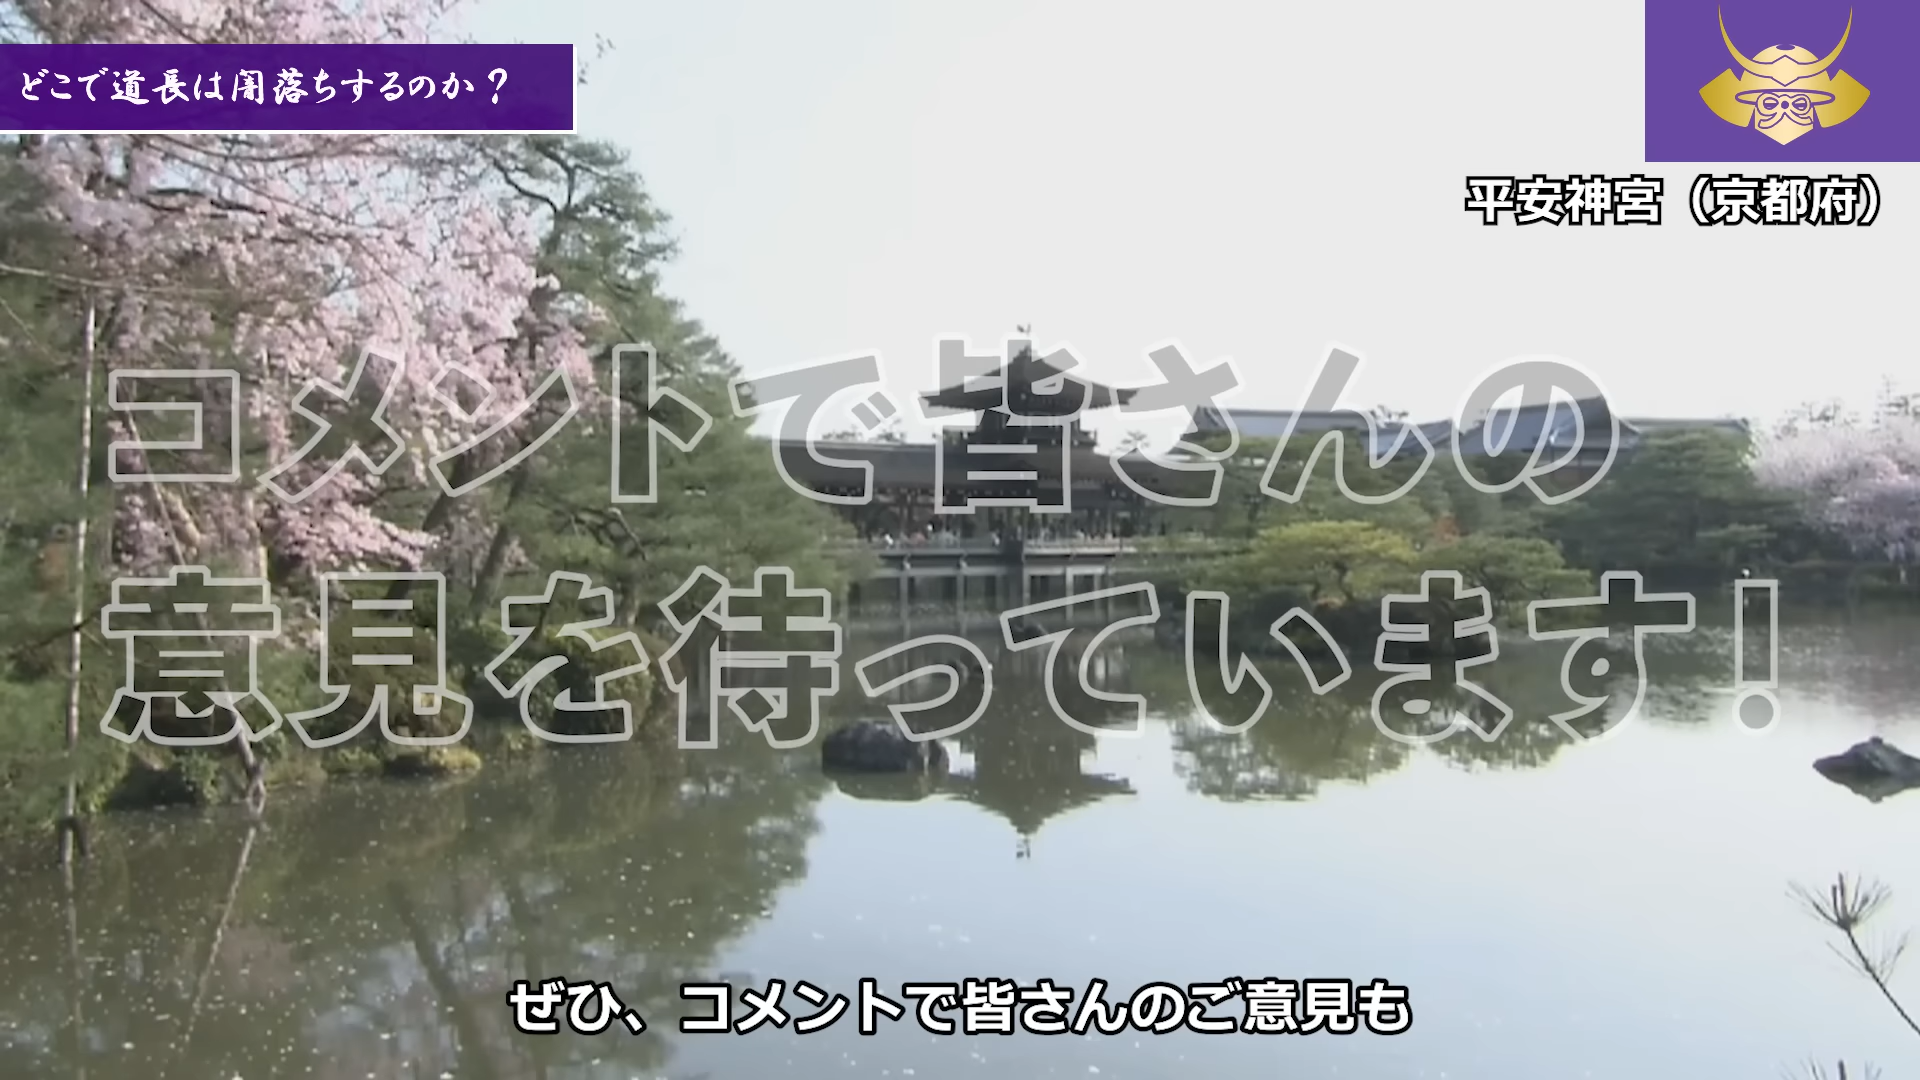 どこで道長は闇落ちするのか？
平安神宮（京都府）
コメントで皆さんの
意見を待っています！
ぜひ、コメントで皆さんのご意見も